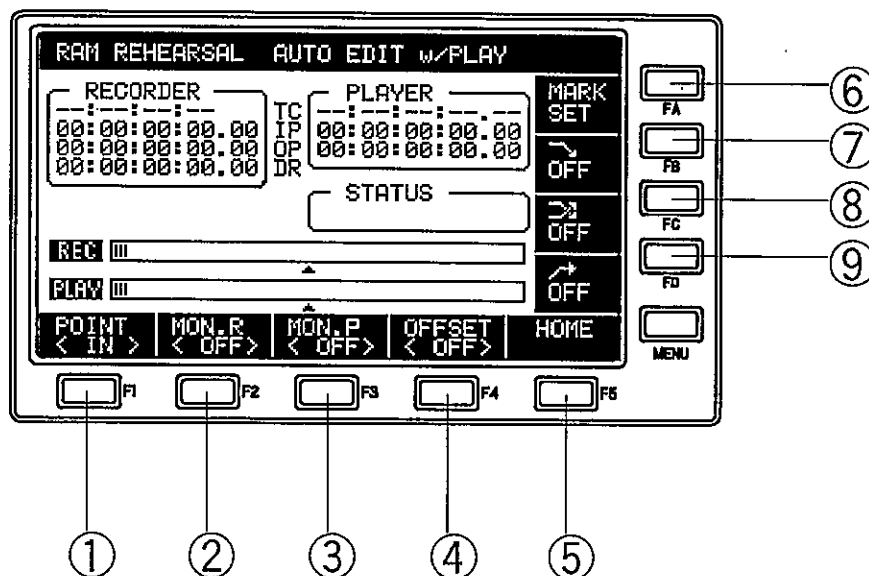 RAM REHEARSAL AUTO EDIT w/PLAY
RECORDER
--:--:--:--
00:00:00:00.00
00:00:00:00.00
00:00:00:00.00
TC
IP
OP
DR
PLAYER
--:--:--:--.--
00:00:00:00.00
00:00:00:00.00
STATUS
REC
PLAY
MARK
SET
OFF
OFF
OFF
POINT
< IN >
MON.R
< OFF>
MON.P
< OFF>
OFFSET
< OFF>
HOME
FA
FB
FC
FD
MENU
F1
F2
F3
F4
F5
⑥
⑦
⑧
⑨
①
②
③
④
⑤